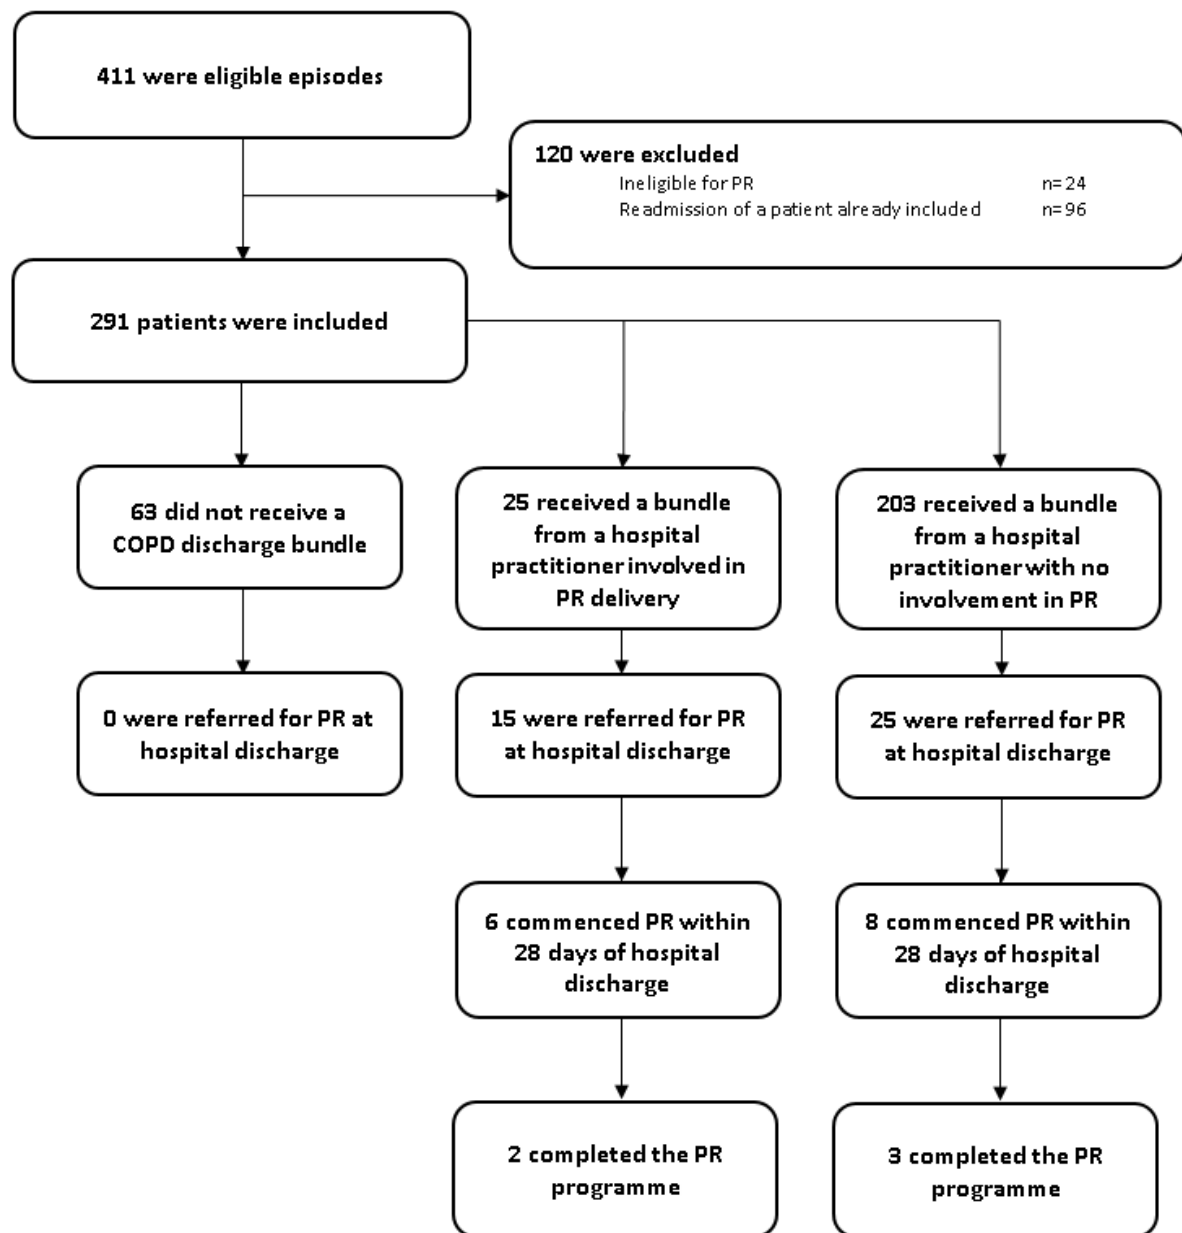 411 were eligible episodes
120 were excluded
Ineligible for PR n=24
Readmission of a patient already included n=96
291 patients were included
63 did not receive a
COPD discharge bundle
25 received a bundle
from a hospital
practitioner involved in
PR delivery
203 received a bundle
from a hospital
practitioner with no
involvement in PR
0 were referred for PR at
hospital discharge
15 were referred for PR
at hospital discharge
25 were referred for PR
at hospital discharge
6 commenced PR within
28 days of hospital
discharge
8 commenced PR within
28 days of hospital
discharge
2 completed the PR
programme
3 completed the PR
programme